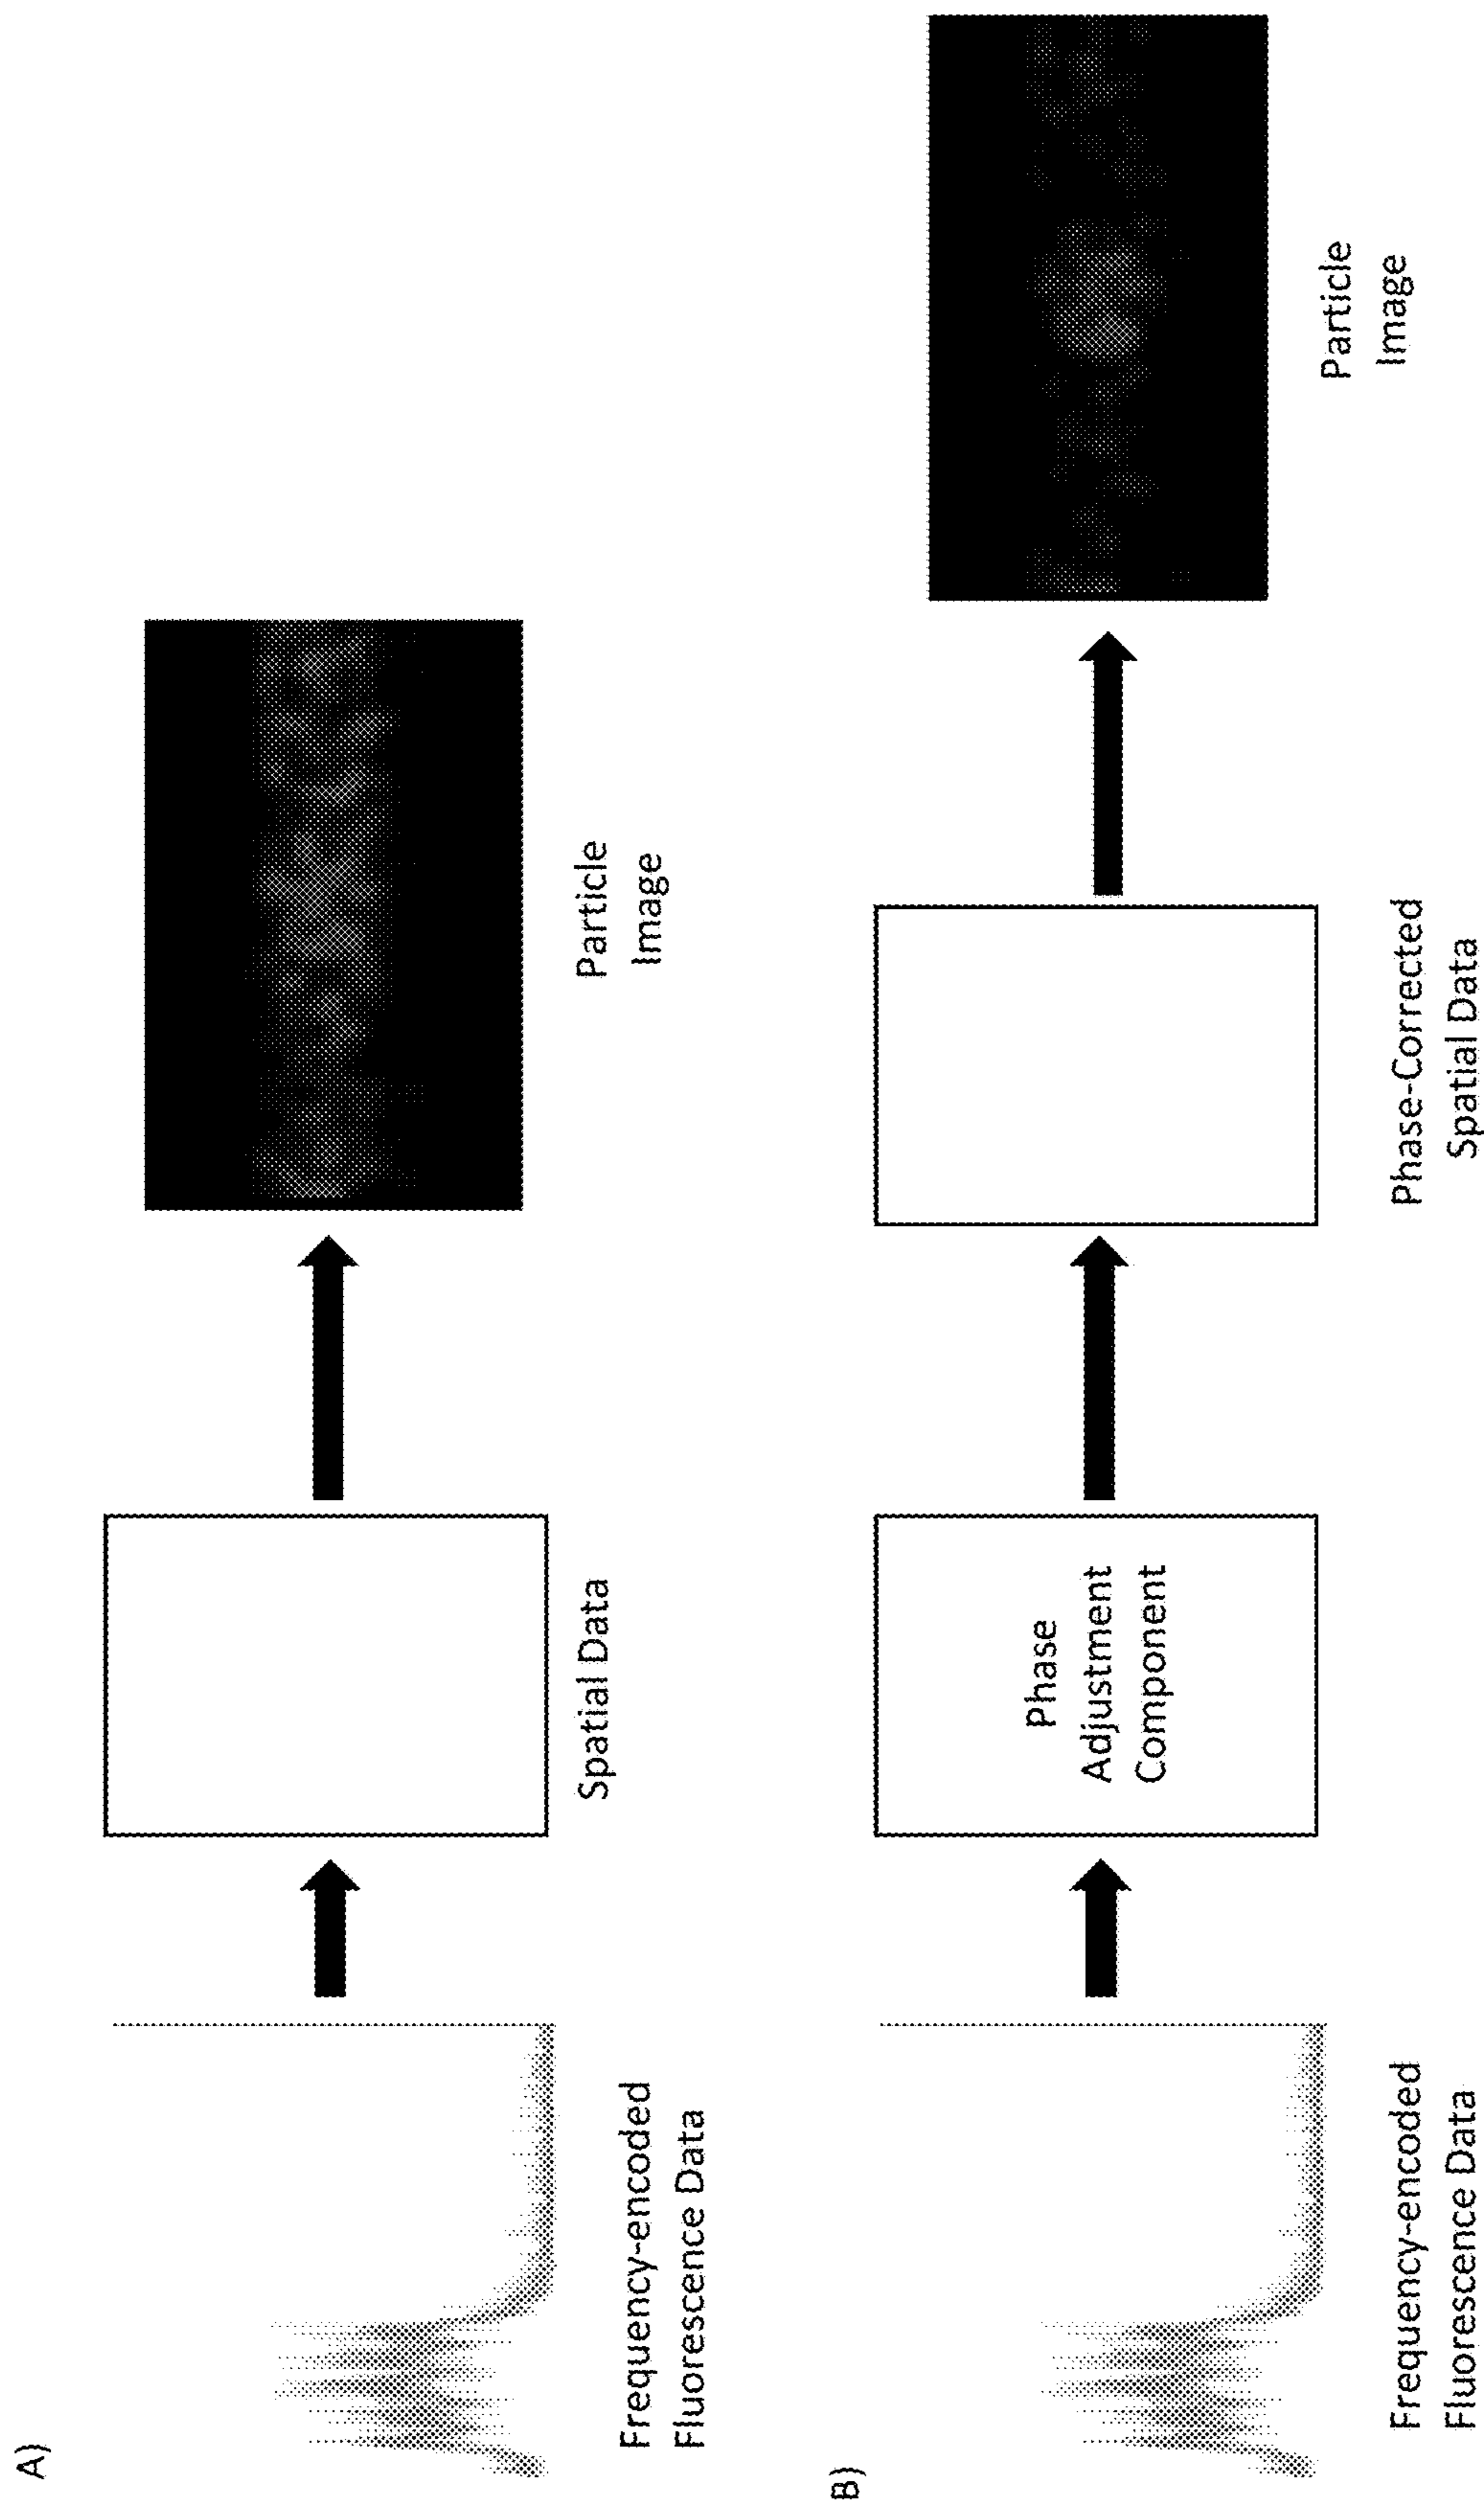 A)
Frequency-encoded
Fluorescence Data
Spatial Data
Particle
Image
B)
Frequency-encoded
Fluorescence Data
Phase
Adjustment
Component
Phase-Corrected
Spatial Data
Particle
Image